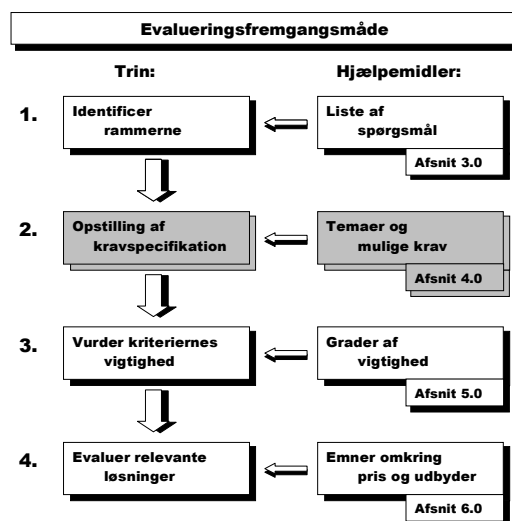 Evalueringsfremgangsmåde
Trin:
Hjælpemidler:
1.
Identificer
rammerne
Liste af
spørgsmål
Afsnit 3.0
2.
Opstilling af
kravspecifikation
Temaer og
mulige krav
Afsnit 4.0
3.
Vurder kriteriernes
vigtighed
Grader af
vigtighed
Afsnit 5.0
4.
Evaluer relevante
løsninger
Emner omkring
pris og udbyder
Afsnit 6.0